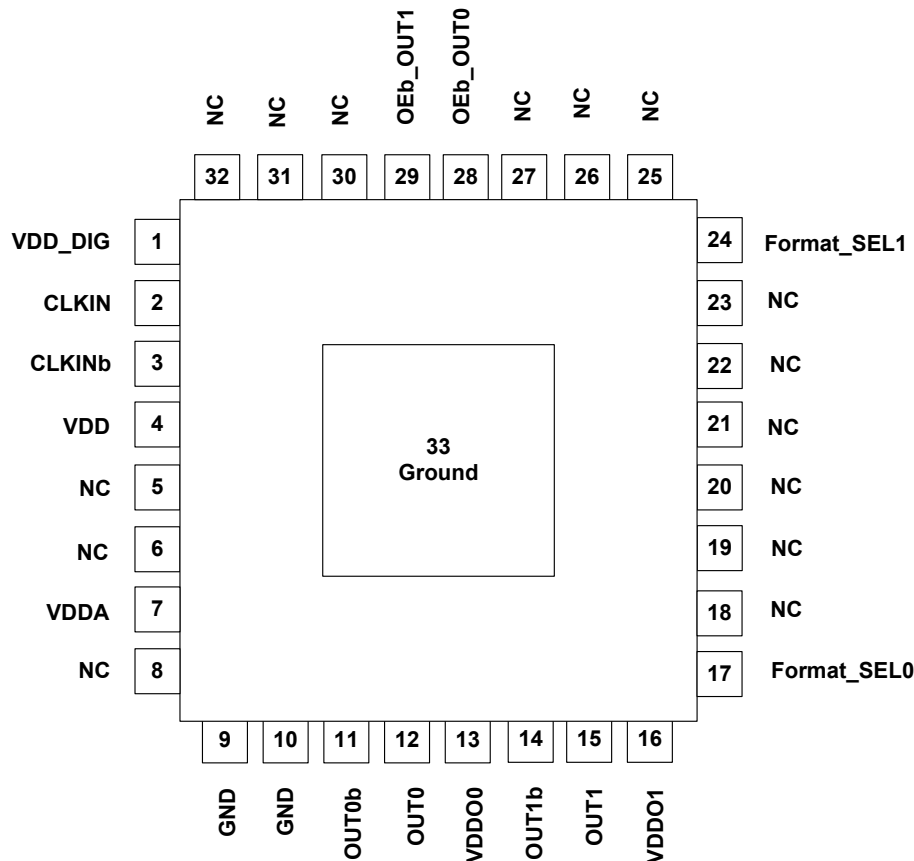 NC
NC
NC
OEb_OUT1
OEb_OUT0
NC
NC
NC
32
31
30
29
28
27
26
25
VDD_DIG 1
CLKIN 2
CLKINb 3
VDD 4
NC 5
NC 6
VDDA 7
NC 8
33
Ground
24 Format_SEL1
23 NC
22 NC
21 NC
20 NC
19 NC
18 NC
17 Format_SEL0
9
10
11
12
13
14
15
16
GND
GND
OUT0b
OUT0
VDDO0
OUT1b
OUT1
VDDO1